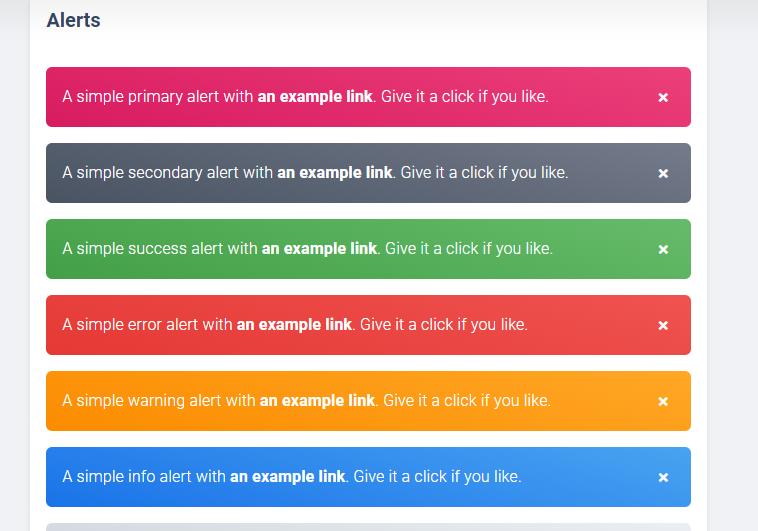 Alerts
A simple primary alert with an example link. Give it a click if you like. ×
A simple secondary alert with an example link. Give it a click if you like. ×
A simple success alert with an example link. Give it a click if you like. ×
A simple error alert with an example link. Give it a click if you like. ×
A simple warning alert with an example link. Give it a click if you like. ×
A simple info alert with an example link. Give it a click if you like. ×